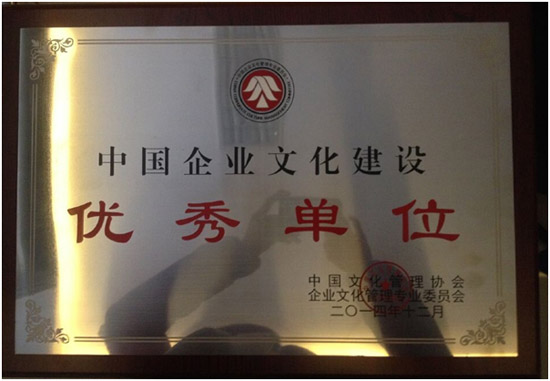 中国企业文化建设
优秀单位
中国文化管理协会
企业文化管理专业委员会
二〇一四年十二月